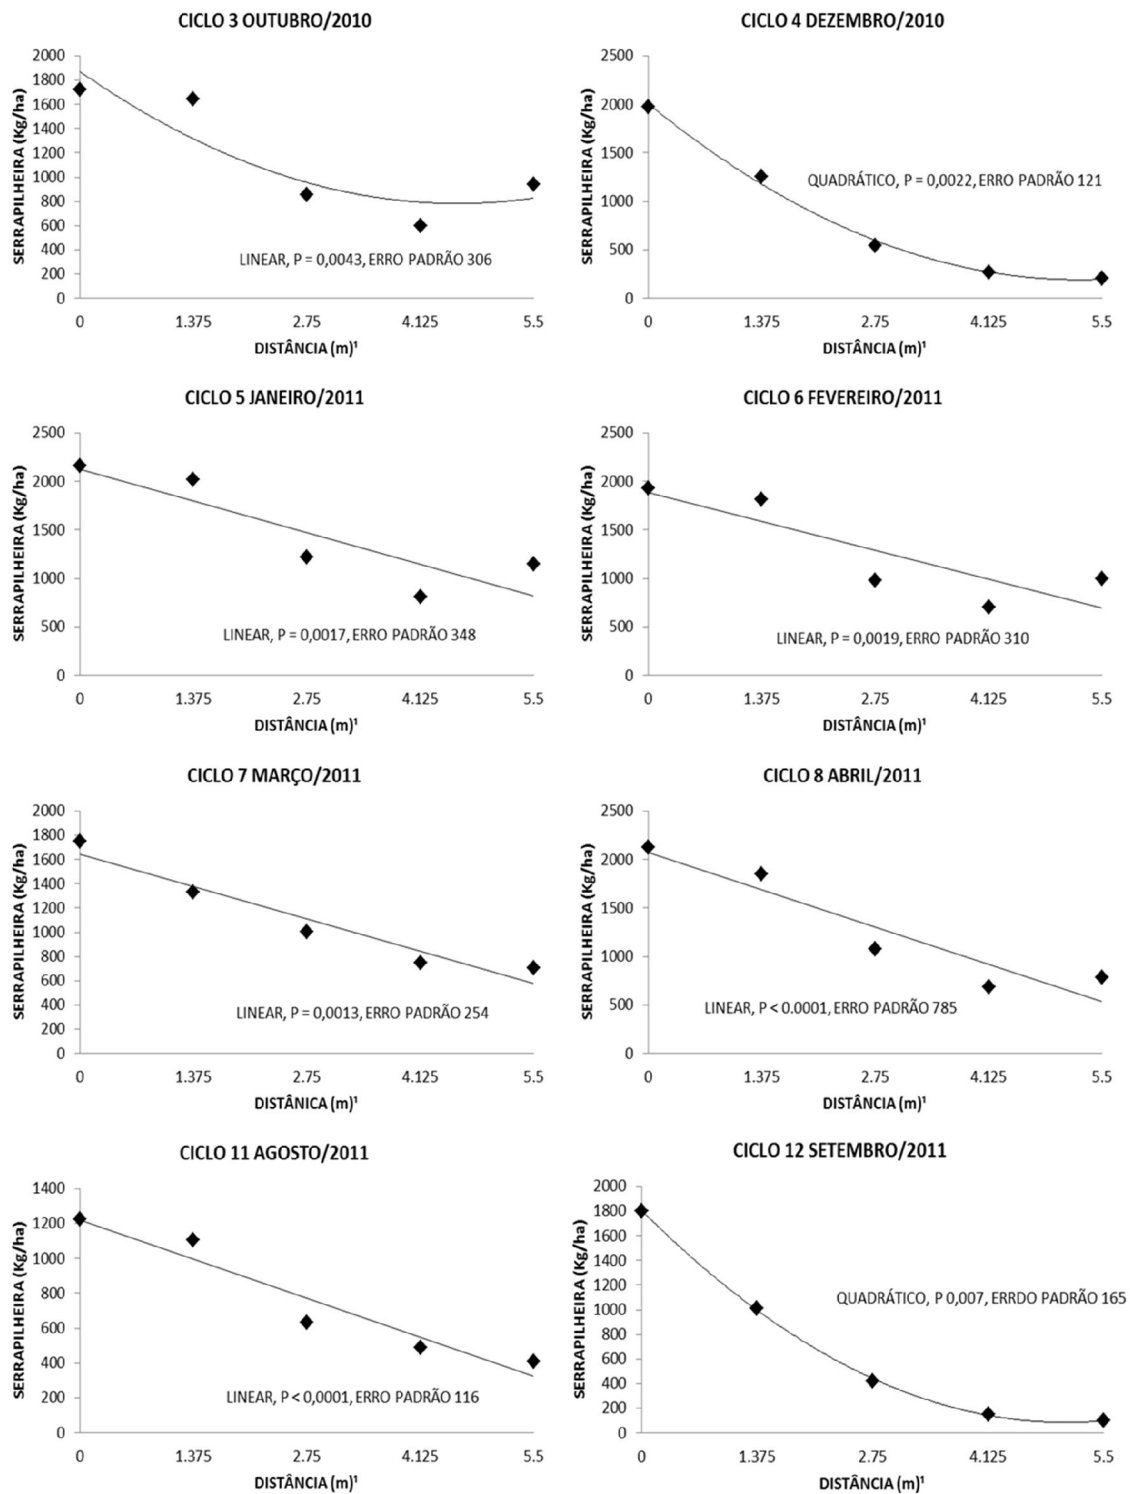 CICLO 3 OUTUBRO/2010
SERRAPILHEIRA (Kg/ha)
2000
1800
1600
1400
1200
1000
800
600
400
200
0
LINEAR, P = 0,0043, ERRO PADRÃO 306
0 1.375 2.75 4.125 5.5
DISTÂNCIA (m)¹
CICLO 4 DEZEMBRO/2010
SERRAPILHEIRA (Kg/ha)
2500
2000
1500
1000
500
0
QUADRÁTICO, P = 0,0022, ERRO PADRÃO 121
0 1.375 2.75 4.125 5.5
DISTÂNCIA (m)¹
CICLO 5 JANEIRO/2011
SERRAPILHEIRA (Kg/ha)
2500
2000
1500
1000
500
0
LINEAR, P = 0,0017, ERRO PADRÃO 348
0 1.375 2.75 4.125 5.5
DISTÂNCIA (m)¹
CICLO 6 FEVEREIRO/2011
SERRAPILHEIRA (Kg/ha)
2500
2000
1500
1000
500
0
LINEAR, P = 0,0019, ERRO PADRÃO 310
0 1.375 2.75 4.125 5.5
DISTÂNCIA (m)¹
CICLO 7 MARÇO/2011
SERRAPILHEIRA (Kg/ha)
2000
1800
1600
1400
1200
1000
800
600
400
200
0
LINEAR, P = 0,0013, ERRO PADRÃO 254
0 1.375 2.75 4.125 5.5
DISTÂNICA (m)¹
CICLO 8 ABRIL/2011
SERRAPILHEIRA (Kg/ha)
2500
2000
1500
1000
500
0
LINEAR, P < 0.0001, ERRO PADRÃO 785
0 1.375 2.75 4.125 5.5
DISTÂNCIA (m)¹
CICLO 11 AGOSTO/2011
SERRAPILHEIRA (Kg/ha)
1400
1200
1000
800
600
400
200
0
LINEAR, P < 0,0001, ERRO PADRÃO 116
0 1.375 2.75 4.125 5.5
DISTÂNCIA (m)¹
CICLO 12 SETEMBRO/2011
SERRAPILHEIRA (Kg/ha)
2000
1800
1600
1400
1200
1000
800
600
400
200
0
QUADRÁTICO, P 0,007, ERRDO PADRÃO 165
0 1.375 2.75 4.125 5.5
DISTÂNCIA (m)¹